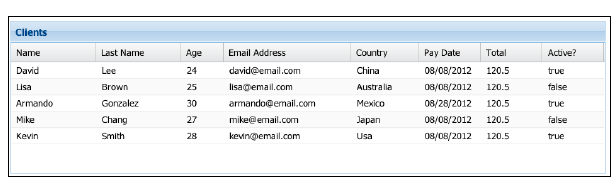 Clients
Name Last Name Age Email Address Country Pay Date Total Active?
David Lee 24 david@email.com China 08/08/2012 120.5 true
Lisa Brown 25 lisa@email.com Australia 08/08/2012 120.5 false
Armando Gonzalez 30 armando@email.com Mexico 08/28/2012 120.5 true
Mike Chang 27 mike@email.com Japan 08/08/2012 120.5 false
Kevin Smith 28 kevin@email.com Usa 08/08/2012 120.5 true